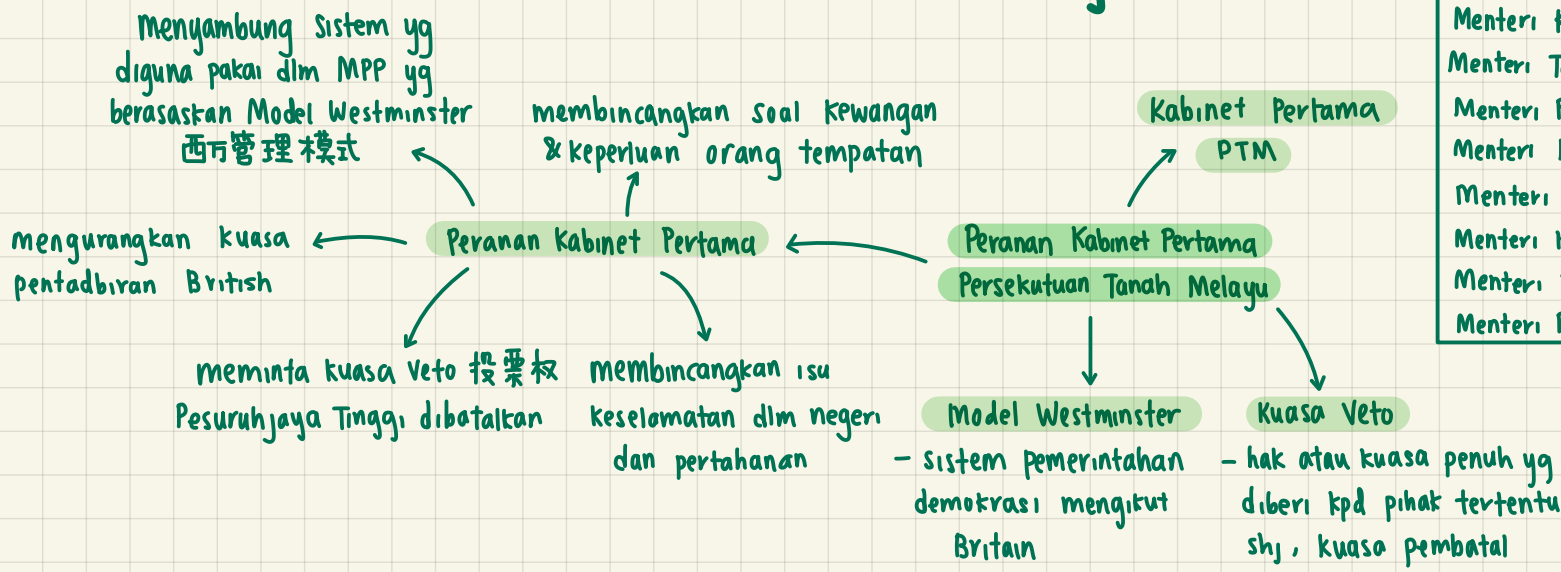 menyambung sistem yg
diguna pakai dlm MPP yg
berasaskan Model Westminster
西方管理模式
membincangkan soal kewangan
& keperluan orang tempatan
mengurangkan kuasa
pentadbiran British
Peranan Kabinet Pertama
meminta kuasa veto 投票权
Pesuruhjaya Tinggi dibatalkan
membincangkan isu
keselamatan dlm negeri
dan pertahanan
Kabinet Pertama
PTM
Peranan Kabinet Pertama
Persekutuan Tanah Melayu
Model Westminster
- sistem pemerintahan
demokrasi mengikut
Britain
Kuasa Veto
- hak atau kuasa penuh yg
diberi kpd pihak tertentu
shj, kuasa pembatal
Menteri
Menteri
Menteri
Menteri
Menteri
Menteri
Menteri
Menteri